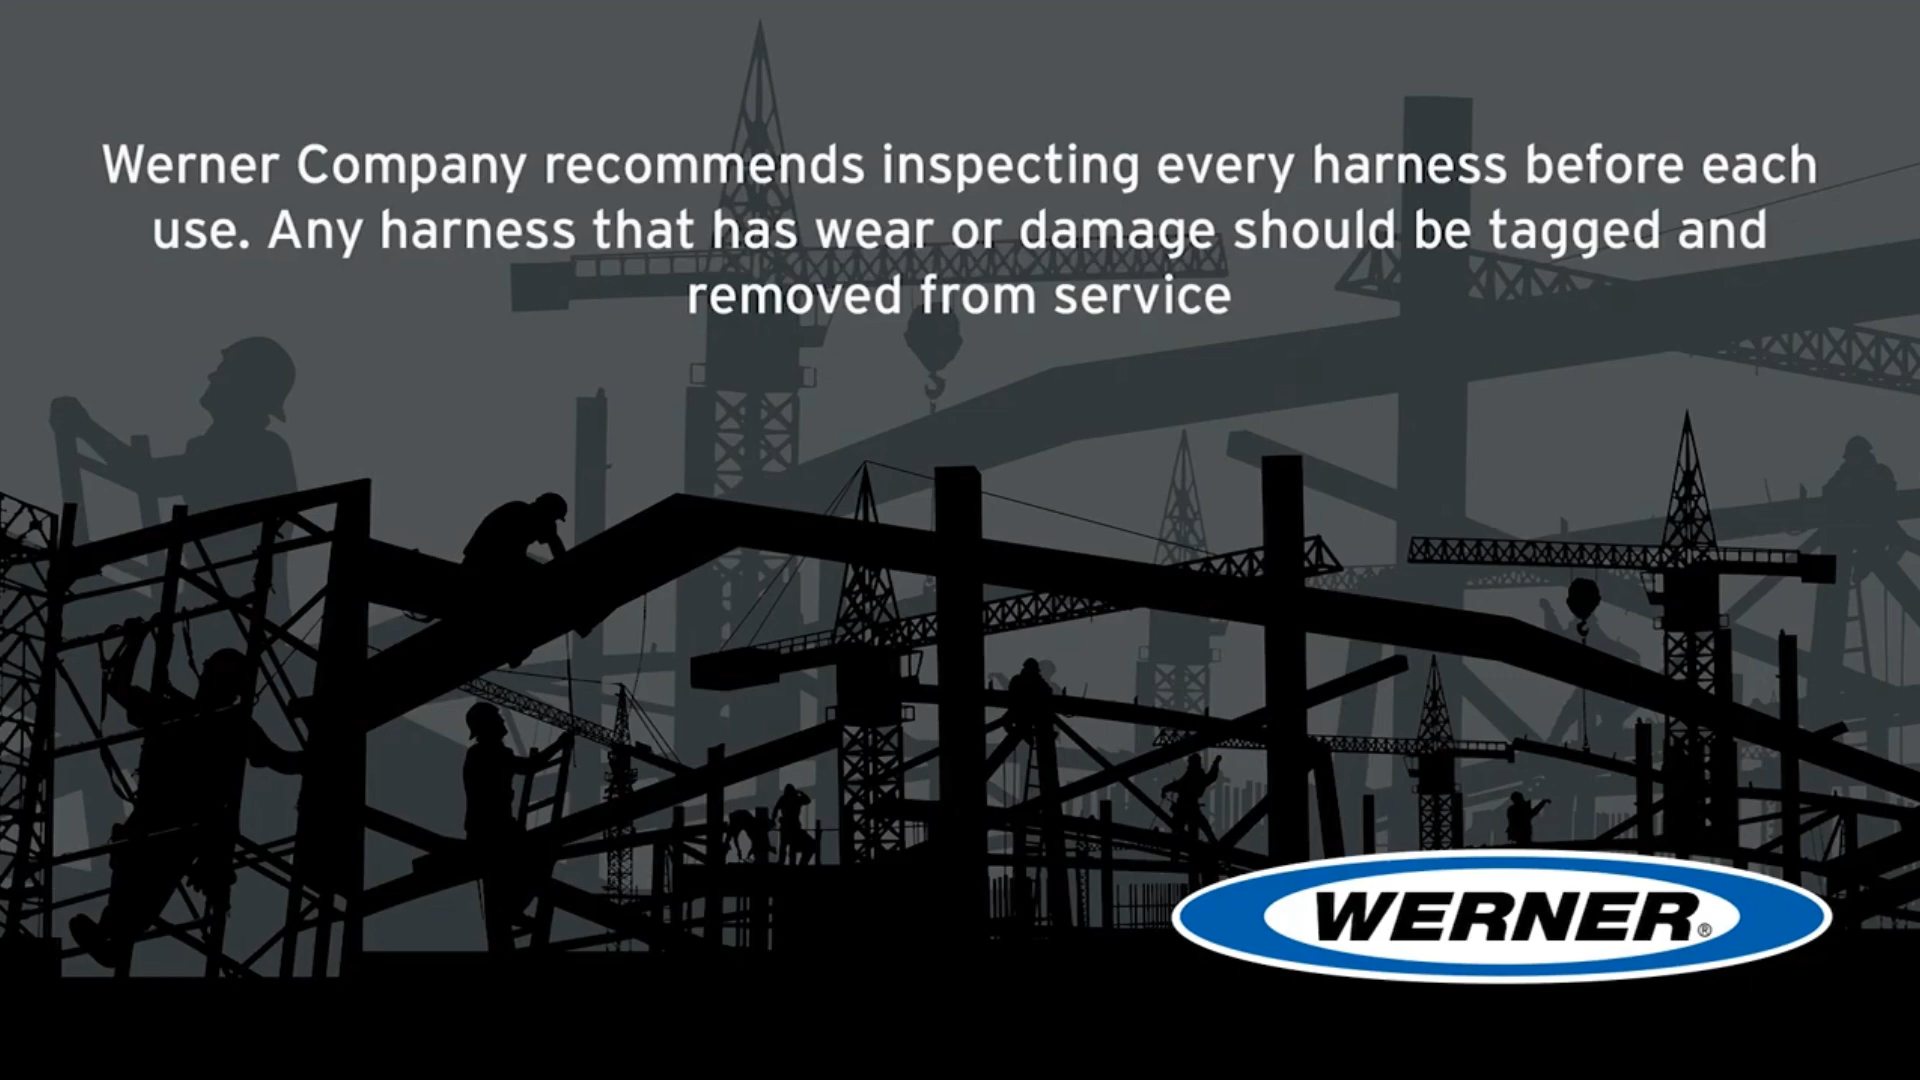 Werner Company recommends inspecting every harness before each
use. Any harness that has wear or damage should be tagged and
removed from service
WERNER®